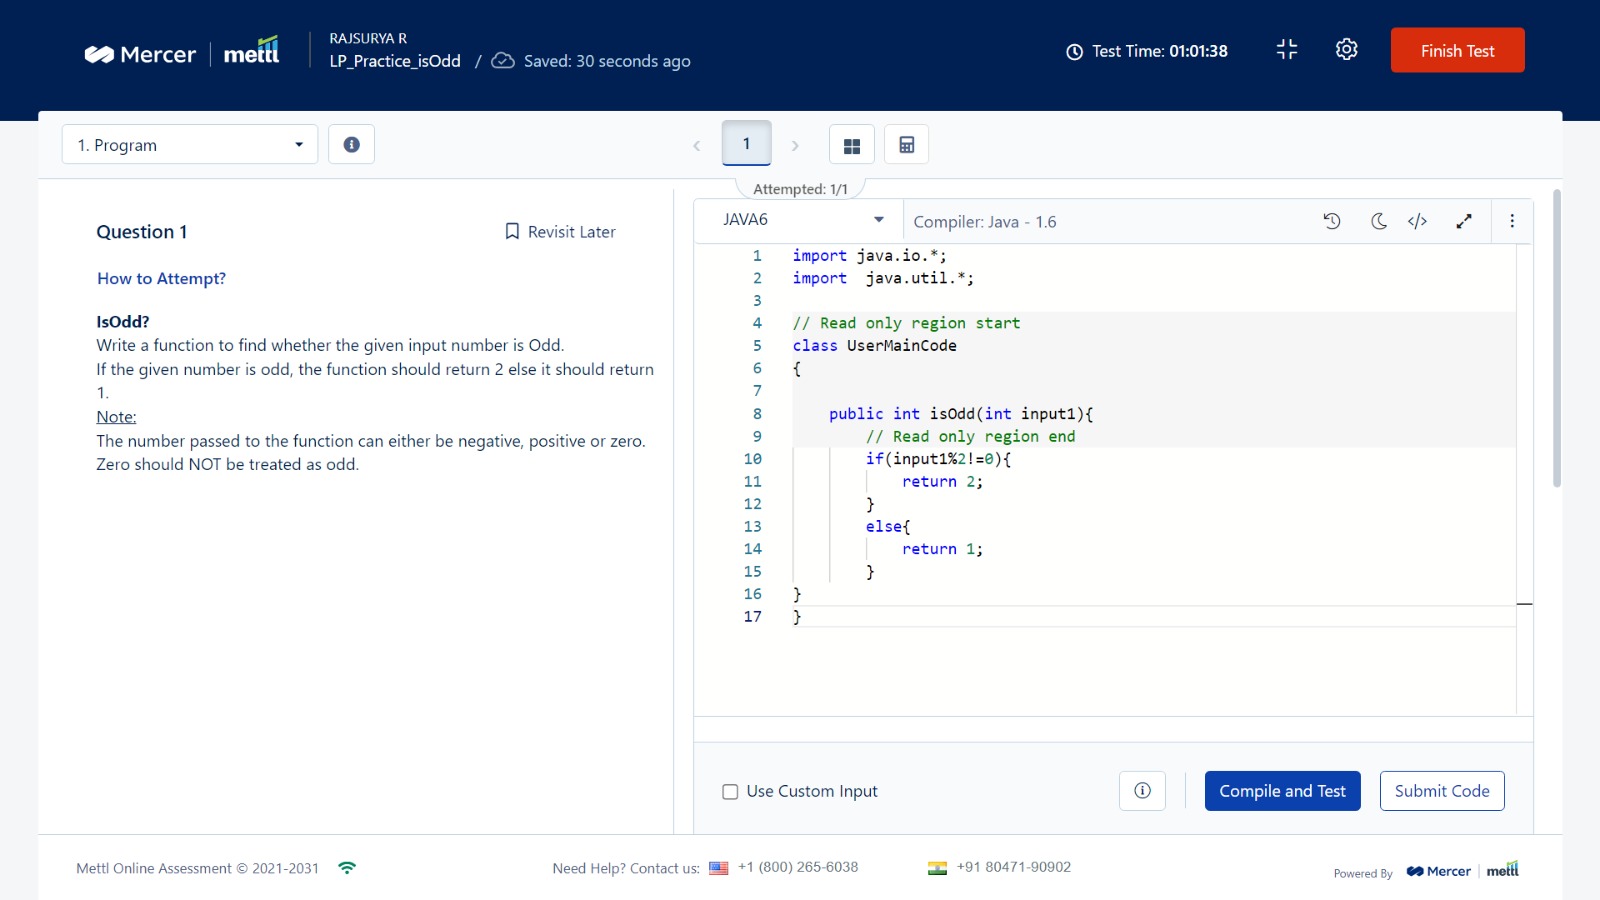 Mercer | mettl
RAJSURYA R
LP_Practice_isOdd / Saved: 30 seconds ago
Test Time: 01:01:38
Finish Test
1. Program
1
Attempted: 1/1
Question 1
Revisit Later
How to Attempt?
IsOdd?
Write a function to find whether the given input number is Odd.
If the given number is odd, the function should return 2 else it should return
1.
Note:
The number passed to the function can either be negative, positive or zero.
Zero should NOT be treated as odd.
JAVA6
Compiler: Java - 1.6
1 import java.io.*;
2 import  java.util.*;
3
4 // Read only region start
5 class UserMainCode
6 {
7
8     public int isOdd(int input1){
9         // Read only region end
10         if(input1%2!=0){
11             return 2;
12         }
13         else{
14             return 1;
15         }
16 }
17 }
Use Custom Input
Compile and Test
Submit Code
Mettl Online Assessment © 2021-2031
Need Help? Contact us: +1 (800) 265-6038
+91 80471-90902
Powered By Mercer | mettl